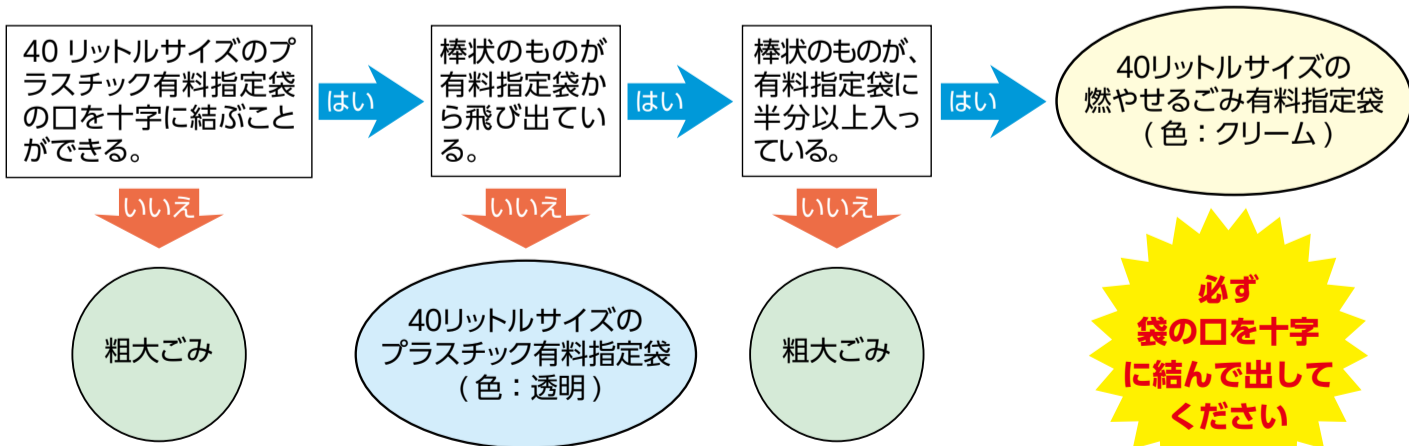 40 リットルサイズのプ
ラスチック有料指定袋
の口を十字に結ぶこと
ができる。
はい
棒状のものが
有料指定袋か
ら飛び出てい
る。
はい
棒状のものが、
有料指定袋に
半分以上入っ
ている。
はい
40リットルサイズの
燃やせるごみ有料指定袋
(色:クリーム)
いいえ
いいえ
いいえ
粗大ごみ
40リットルサイズの
プラスチック有料指定袋
(色:透明)
粗大ごみ
必ず
袋の口を十字
に結んで出して
ください